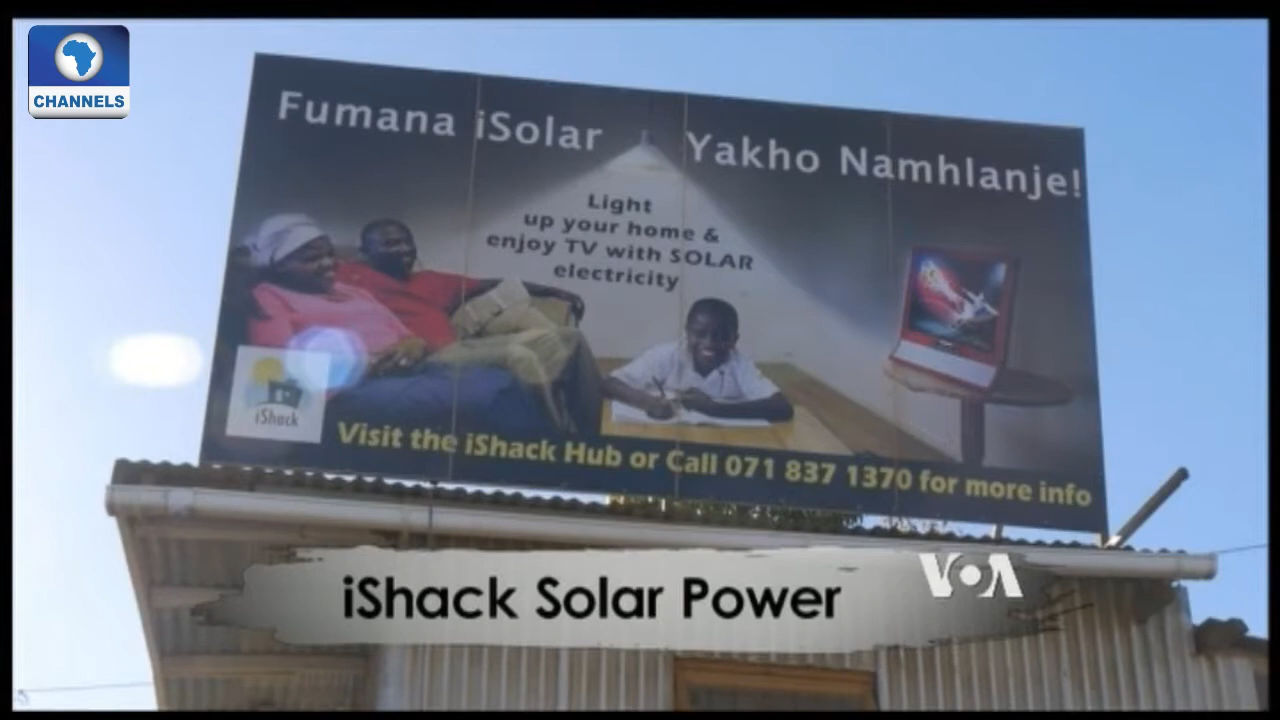 CHANNELS
Fumana iSolar Yakho Namhlanje!
Light
up your home &
enjoy TV with SOLAR
electricity
iShack
Visit the iShack Hub or Call 071 837 1370 for more info
iShack Solar Power
VOA